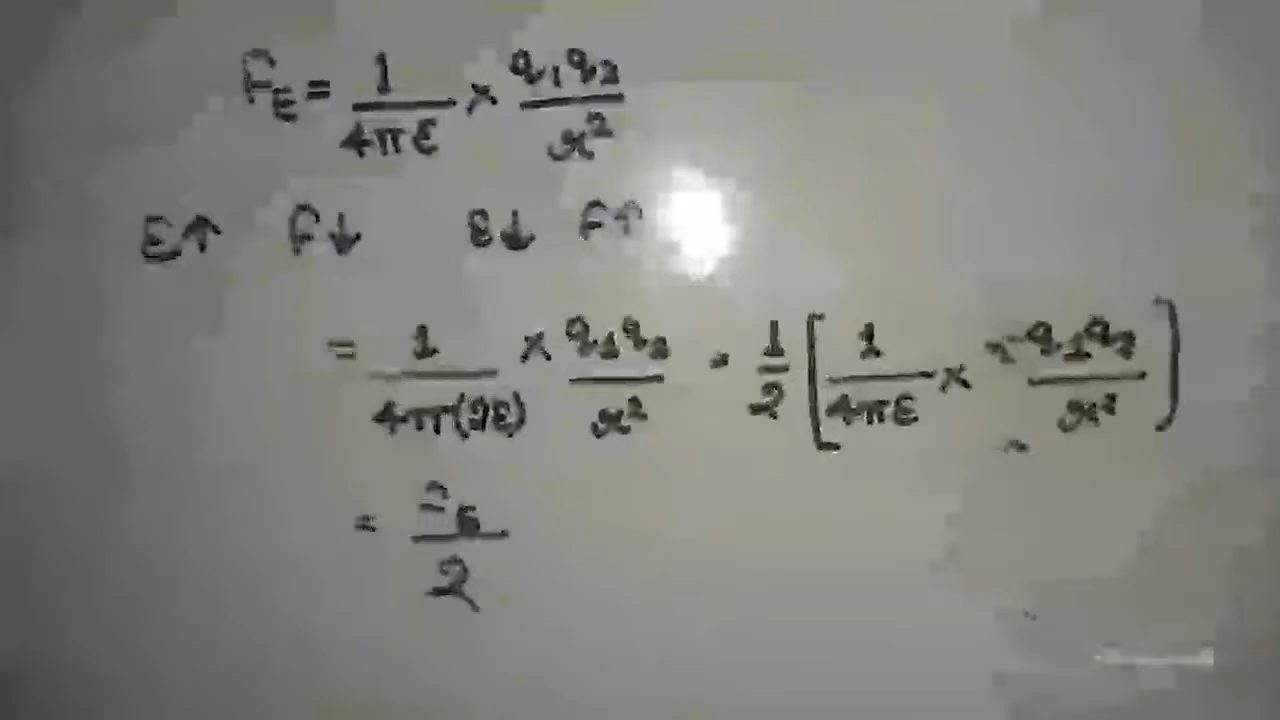 F_E = 1/4πε × q₁q₂/r²
ε↑ F↓ ε↓ F↑
= 1/4π(2ε) × q₁q₂/r² = 1/2 [1/4πε × q₁q₂/r²]
= F_E/2